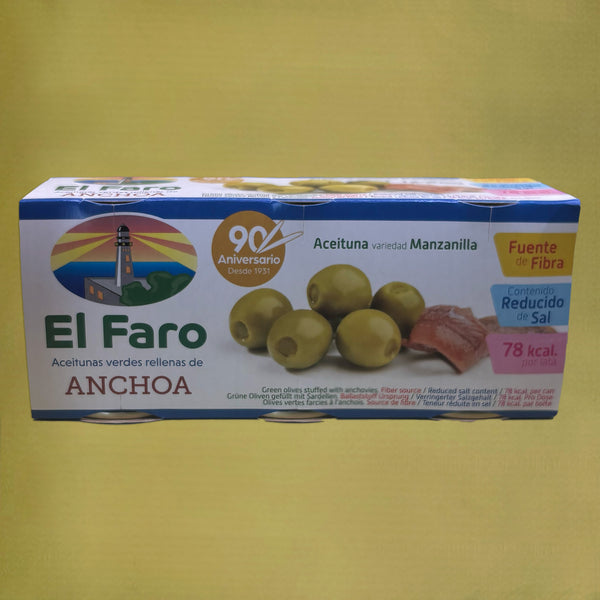 El Faro
ANCHOA
90
Aniversario
Desde 1931
El Faro
Aceitunas verdes rellenas de
ANCHOA
Aceituna variedad Manzanilla
Fuente
de Fibra
Contenido
Reducido
de Sal
78 kcal.
por lata
Green olives stuffed with anchovies. Fiber source / Reduced salt content / 78 kcal. per can
Grüne Oliven gefüllt mit Sardellen. Ballaststoff Ursprung / Verringerter Salzgehalt / 78 kcal. Pro Dose
Olives vertes farcies à l'anchois. Source de fibre / Teneur réduite en sel / 78 kcal. par boîte